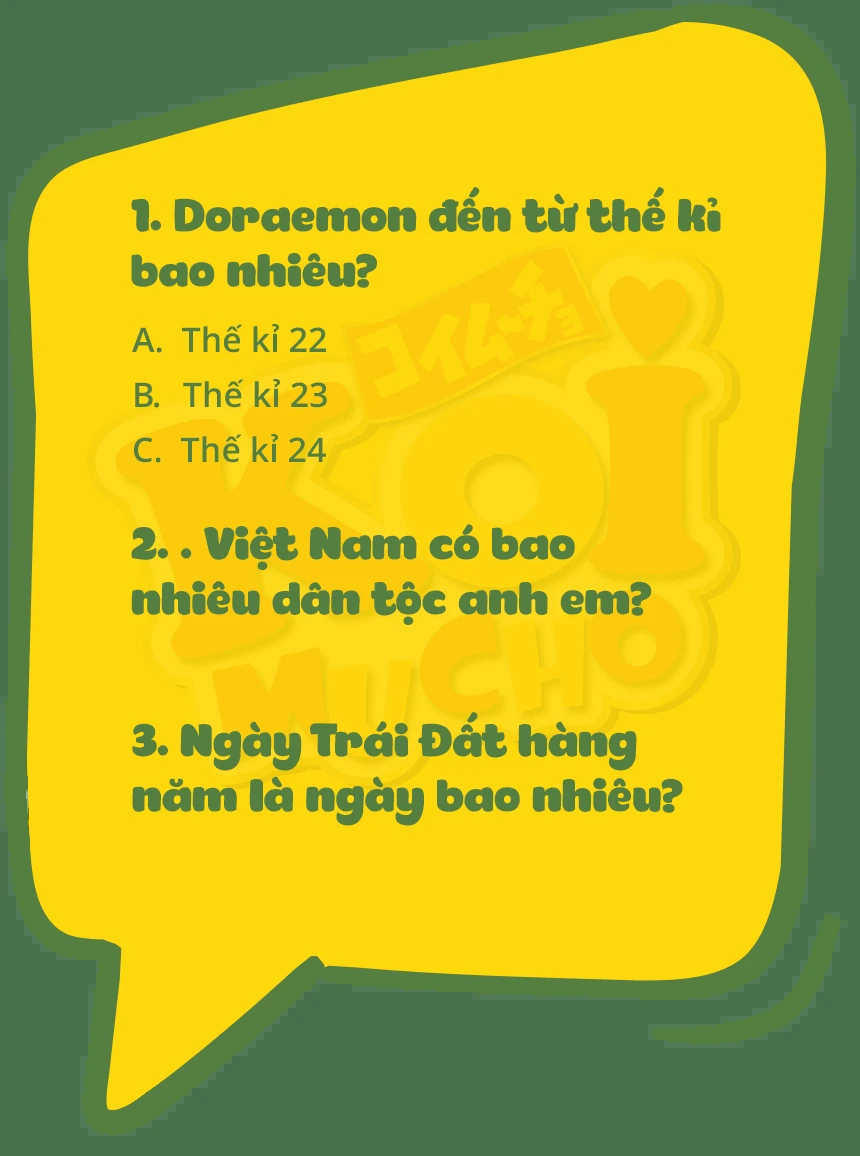 1. Doraemon đến từ thế kỉ
bao nhiêu?
コイムーチョ
A. Thế kỉ 22
B. Thế kỉ 23
C. Thế kỉ 24
KOI
2. . Việt Nam có bao
nhiêu dân tộc anh em?
MUCHO
3. Ngày Trái Đất hàng
năm là ngày bao nhiêu?